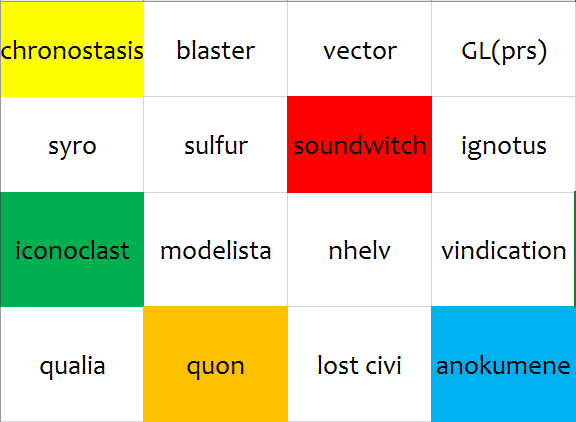 chronostasis blaster vector GL(prs)
syro sulfur soundwitch ignotus
iconoclast modelista nhelv vindication
qualia quon lost civi anokumene